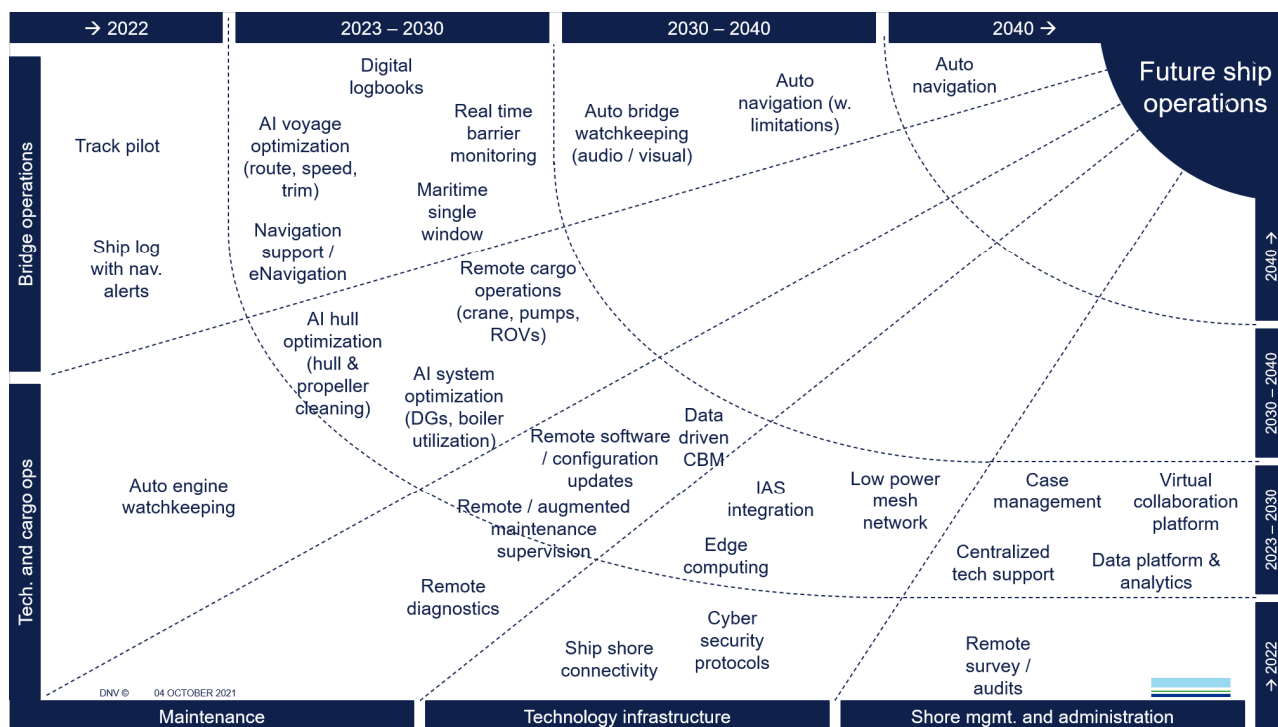 → 2022
2023 – 2030
2030 – 2040
2040 →
Future ship
operations
Bridge operations
Track pilot
Ship log
with nav.
alerts
Digital
logbooks
AI voyage
optimization
(route, speed,
trim)
Real time
barrier
monitoring
Maritime
single
window
Navigation
support /
eNavigation
Auto bridge
watchkeeping
(audio / visual)
Auto
navigation (w.
limitations)
Auto
navigation
Tech. and cargo ops
Auto engine
watchkeeping
AI hull
optimization
(hull &
propeller
cleaning)
Remote cargo
operations
(crane, pumps,
ROVs)
AI system
optimization
(DGs, boiler
utilization)
Remote software
/ configuration
updates
Remote / augmented
maintenance
supervision
Remote
diagnostics
Data
driven
CBM
IAS
integration
Edge
computing
Low power
mesh
network
Ship shore
connectivity
Cyber
security
protocols
Case
management
Virtual
collaboration
platform
Centralized
tech support
Data platform &
analytics
Remote
survey /
audits
2040 →
2030 – 2040
2023 – 2030
→ 2022
DNV © 04 OCTOBER 2021
Maintenance
Technology infrastructure
Shore mgmt. and administration